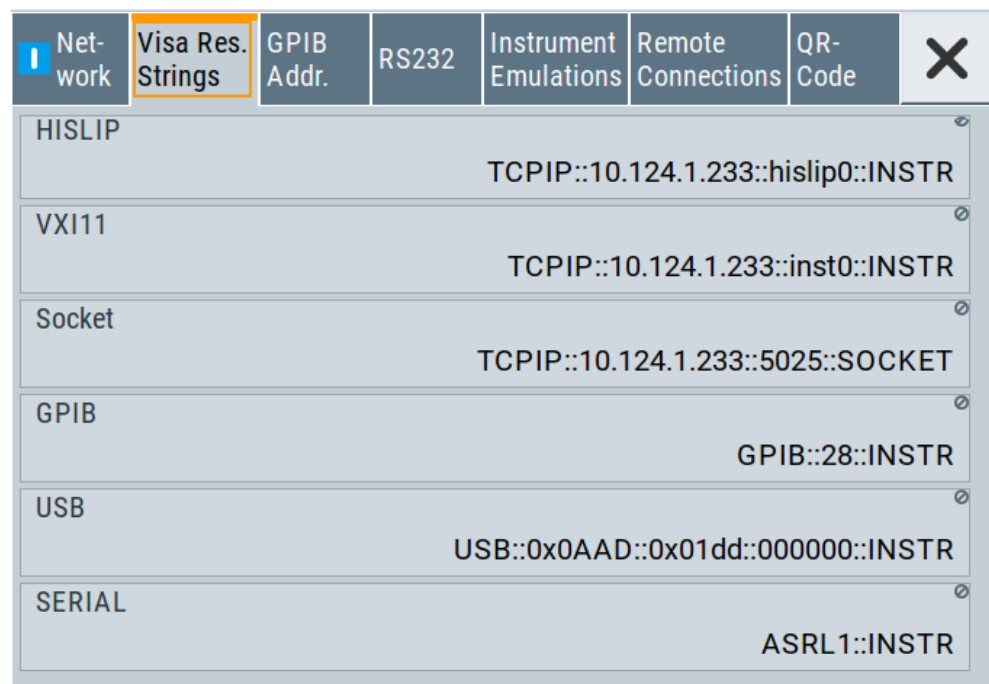 Net-
work
Visa Res.
Strings
GPIB
Addr.
RS232
Instrument
Emulations
Remote
Connections
QR-
Code
HISLIP
TCPIP::10.124.1.233::hislip0::INSTR
VXI11
TCPIP::10.124.1.233::inst0::INSTR
Socket
TCPIP::10.124.1.233::5025::SOCKET
GPIB
GPIB::28::INSTR
USB
USB::0x0AAD::0x01dd::000000::INSTR
SERIAL
ASRL1::INSTR